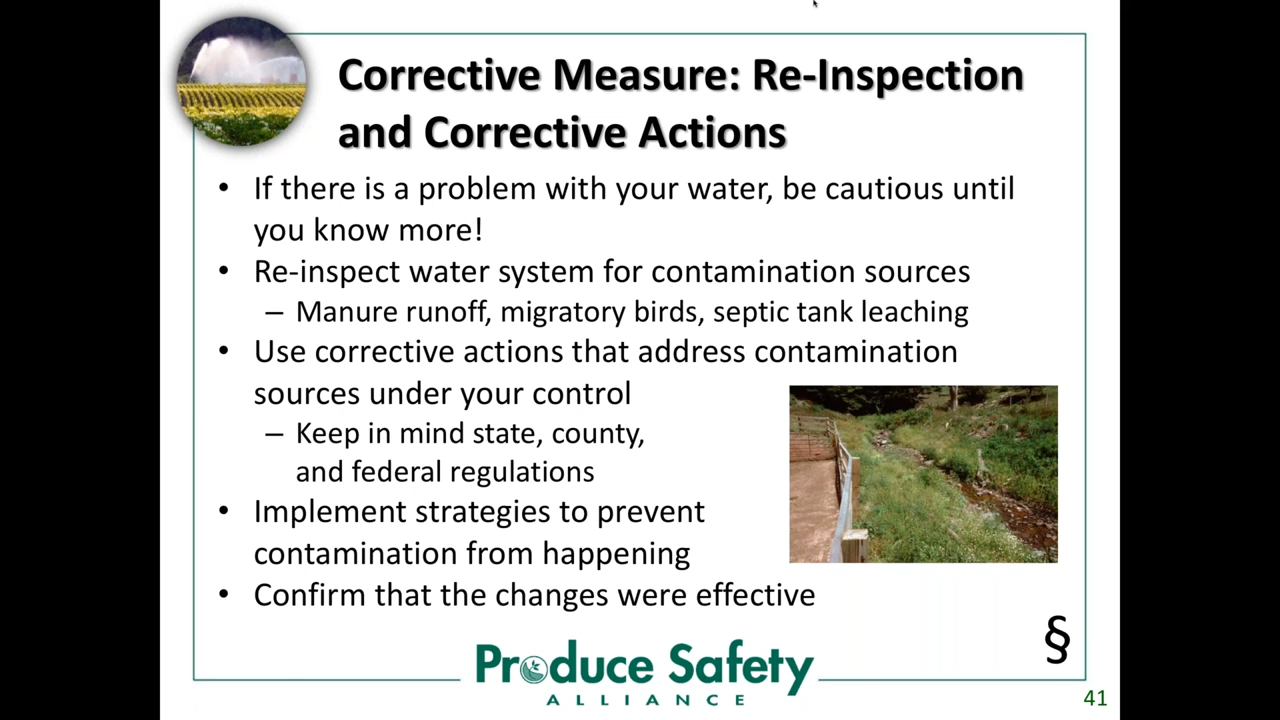 Corrective Measure: Re-Inspection
and Corrective Actions
• If there is a problem with your water, be cautious until
you know more!
• Re-inspect water system for contamination sources
– Manure runoff, migratory birds, septic tank leaching
• Use corrective actions that address contamination
sources under your control
– Keep in mind state, county,
and federal regulations
• Implement strategies to prevent
contamination from happening
• Confirm that the changes were effective
§
Produce Safety
ALLIANCE
41